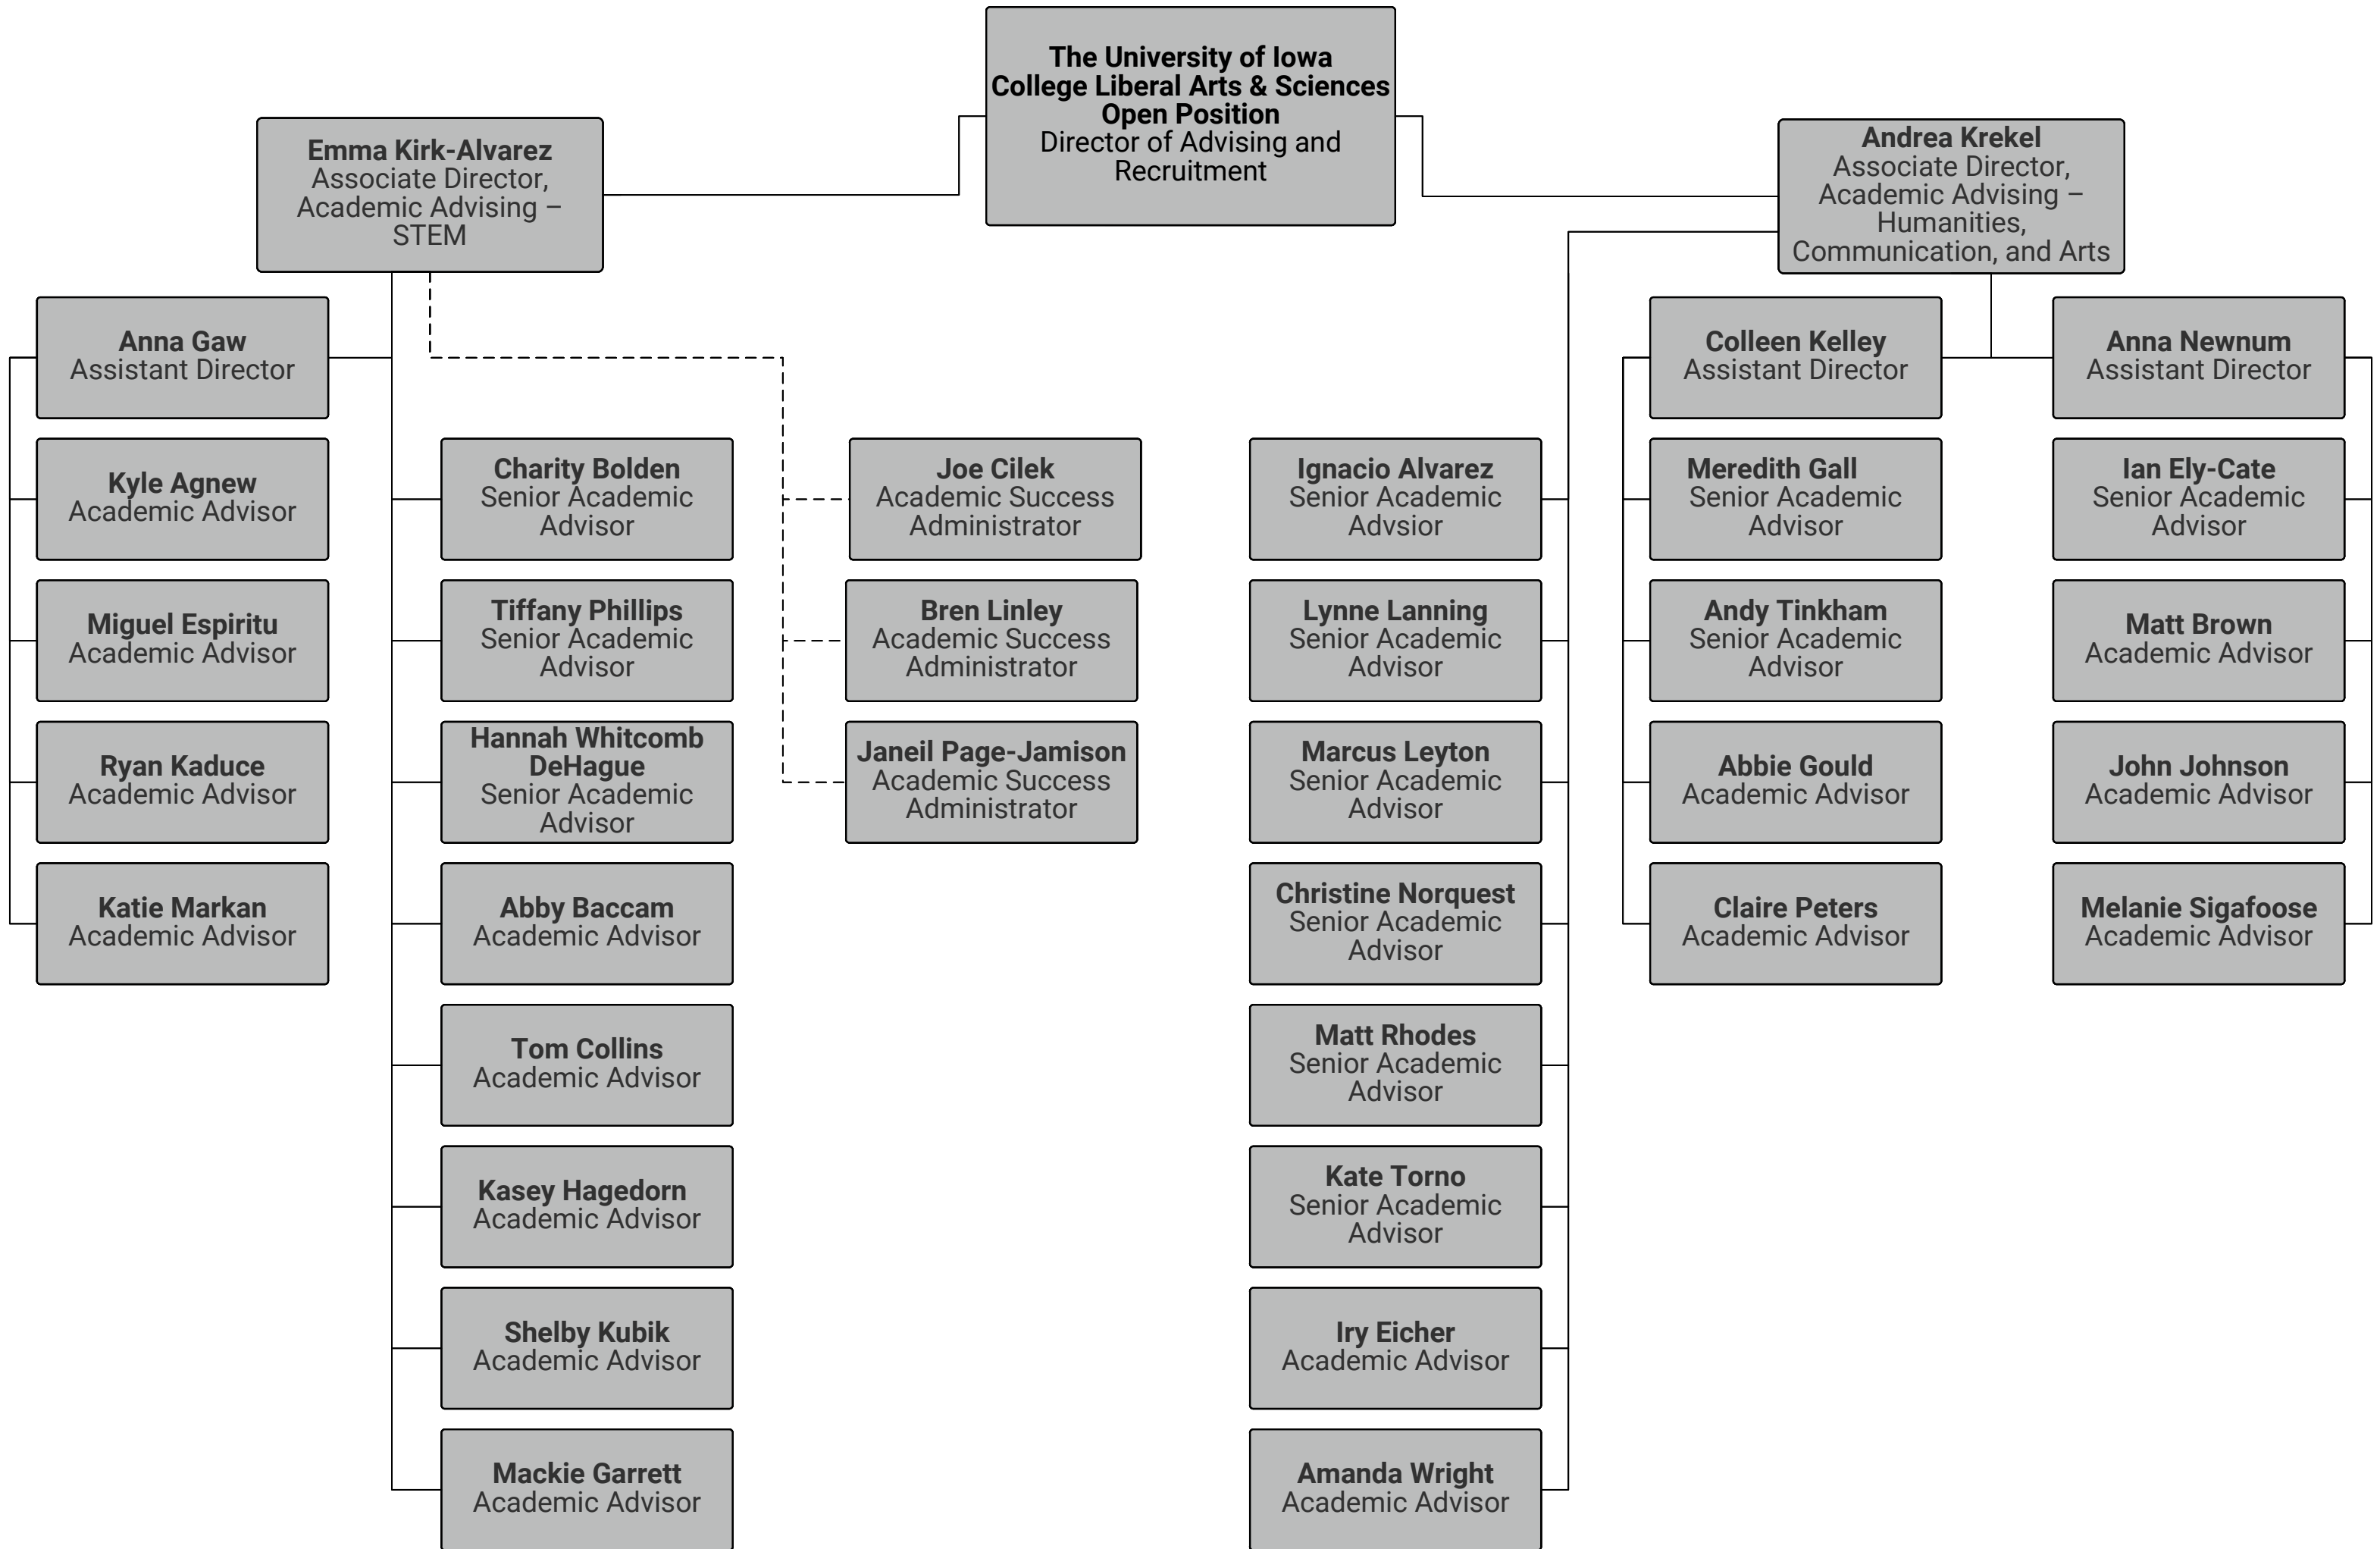 The University of Iowa
College Liberal Arts & Sciences
Open Position
Director of Advising and
Recruitment
Emma Kirk-Alvarez
Associate Director,
Academic Advising –
STEM
Andrea Krekel
Associate Director,
Academic Advising –
Humanities,
Communication, and Arts
Anna Gaw
Assistant Director
Kyle Agnew
Academic Advisor
Miguel Espiritu
Academic Advisor
Ryan Kaduce
Academic Advisor
Katie Markan
Academic Advisor
Charity Bolden
Senior Academic
Advisor
Tiffany Phillips
Senior Academic
Advisor
Hannah Whitcomb
DeHague
Senior Academic
Advisor
Abby Baccam
Academic Advisor
Tom Collins
Academic Advisor
Kasey Hagedorn
Academic Advisor
Shelby Kubik
Academic Advisor
Mackie Garrett
Academic Advisor
Joe Cilek
Academic Success
Administrator
Bren Linley
Academic Success
Administrator
Janeil Page-Jamison
Academic Success
Administrator
Ignacio Alvarez
Senior Academic
Advsior
Lynne Lanning
Senior Academic
Advisor
Marcus Leyton
Senior Academic
Advisor
Christine Norquest
Senior Academic
Advisor
Matt Rhodes
Senior Academic
Advisor
Kate Torno
Senior Academic
Advisor
Iry Eicher
Academic Advisor
Amanda Wright
Academic Advisor
Colleen Kelley
Assistant Director
Meredith Gall
Senior Academic
Advisor
Andy Tinkham
Senior Academic
Advisor
Abbie Gould
Academic Advisor
Claire Peters
Academic Advisor
Anna Newnum
Assistant Director
Ian Ely-Cate
Senior Academic
Advisor
Matt Brown
Academic Advisor
John Johnson
Academic Advisor
Melanie Sigafoose
Academic Advisor